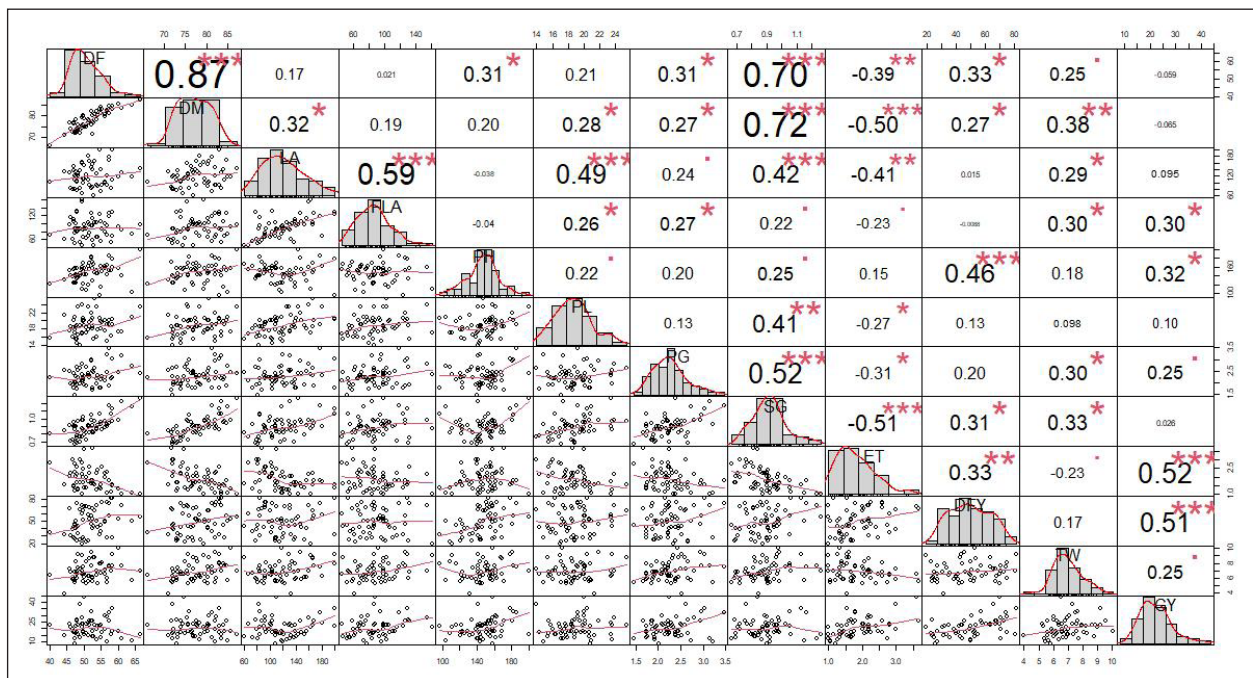 70 75 80 85 60 100 140 14 16 18 20 22 24 0.7 0.9 1.1 20 40 60 80 10 20 30 40
DF 0.87*** 0.17 0.021 0.31* 0.21 0.31* 0.70*** -0.39** 0.33* 0.25 -0.059 40 50 60
70 80 DM 0.32* 0.19 0.20 0.28* 0.27* 0.72*** -0.50*** 0.27* 0.38** -0.065
LA 0.59*** -0.038 0.49*** 0.24 0.42*** -0.41** 0.015 0.29* 0.095 60 120 180
60 120 FLA -0.04 0.26* 0.27* 0.22 -0.23 0.30* 0.30*
PH 0.22 0.20 0.25 0.15 0.46*** 0.18 0.32* 100 160
14 18 22 PL 0.13 0.41** -0.27* 0.13 0.098 0.10
PG 0.52*** -0.31* 0.20 0.30* 0.25 1.5 2.5 3.5
0.7 1.0 SG -0.51*** 0.31* 0.33* 0.026
ET 0.33** -0.23 0.52*** 1.0 2.5
20 50 80 DFY 0.17 0.51***
TW 0.25 4 6 8 10
10 20 30 40 GY
40 45 50 55 60 65 60 100 140 180 100 140 180 1.5 2.0 2.5 3.0 3.5 1.0 2.0 3.0 4 5 6 7 8 9 10